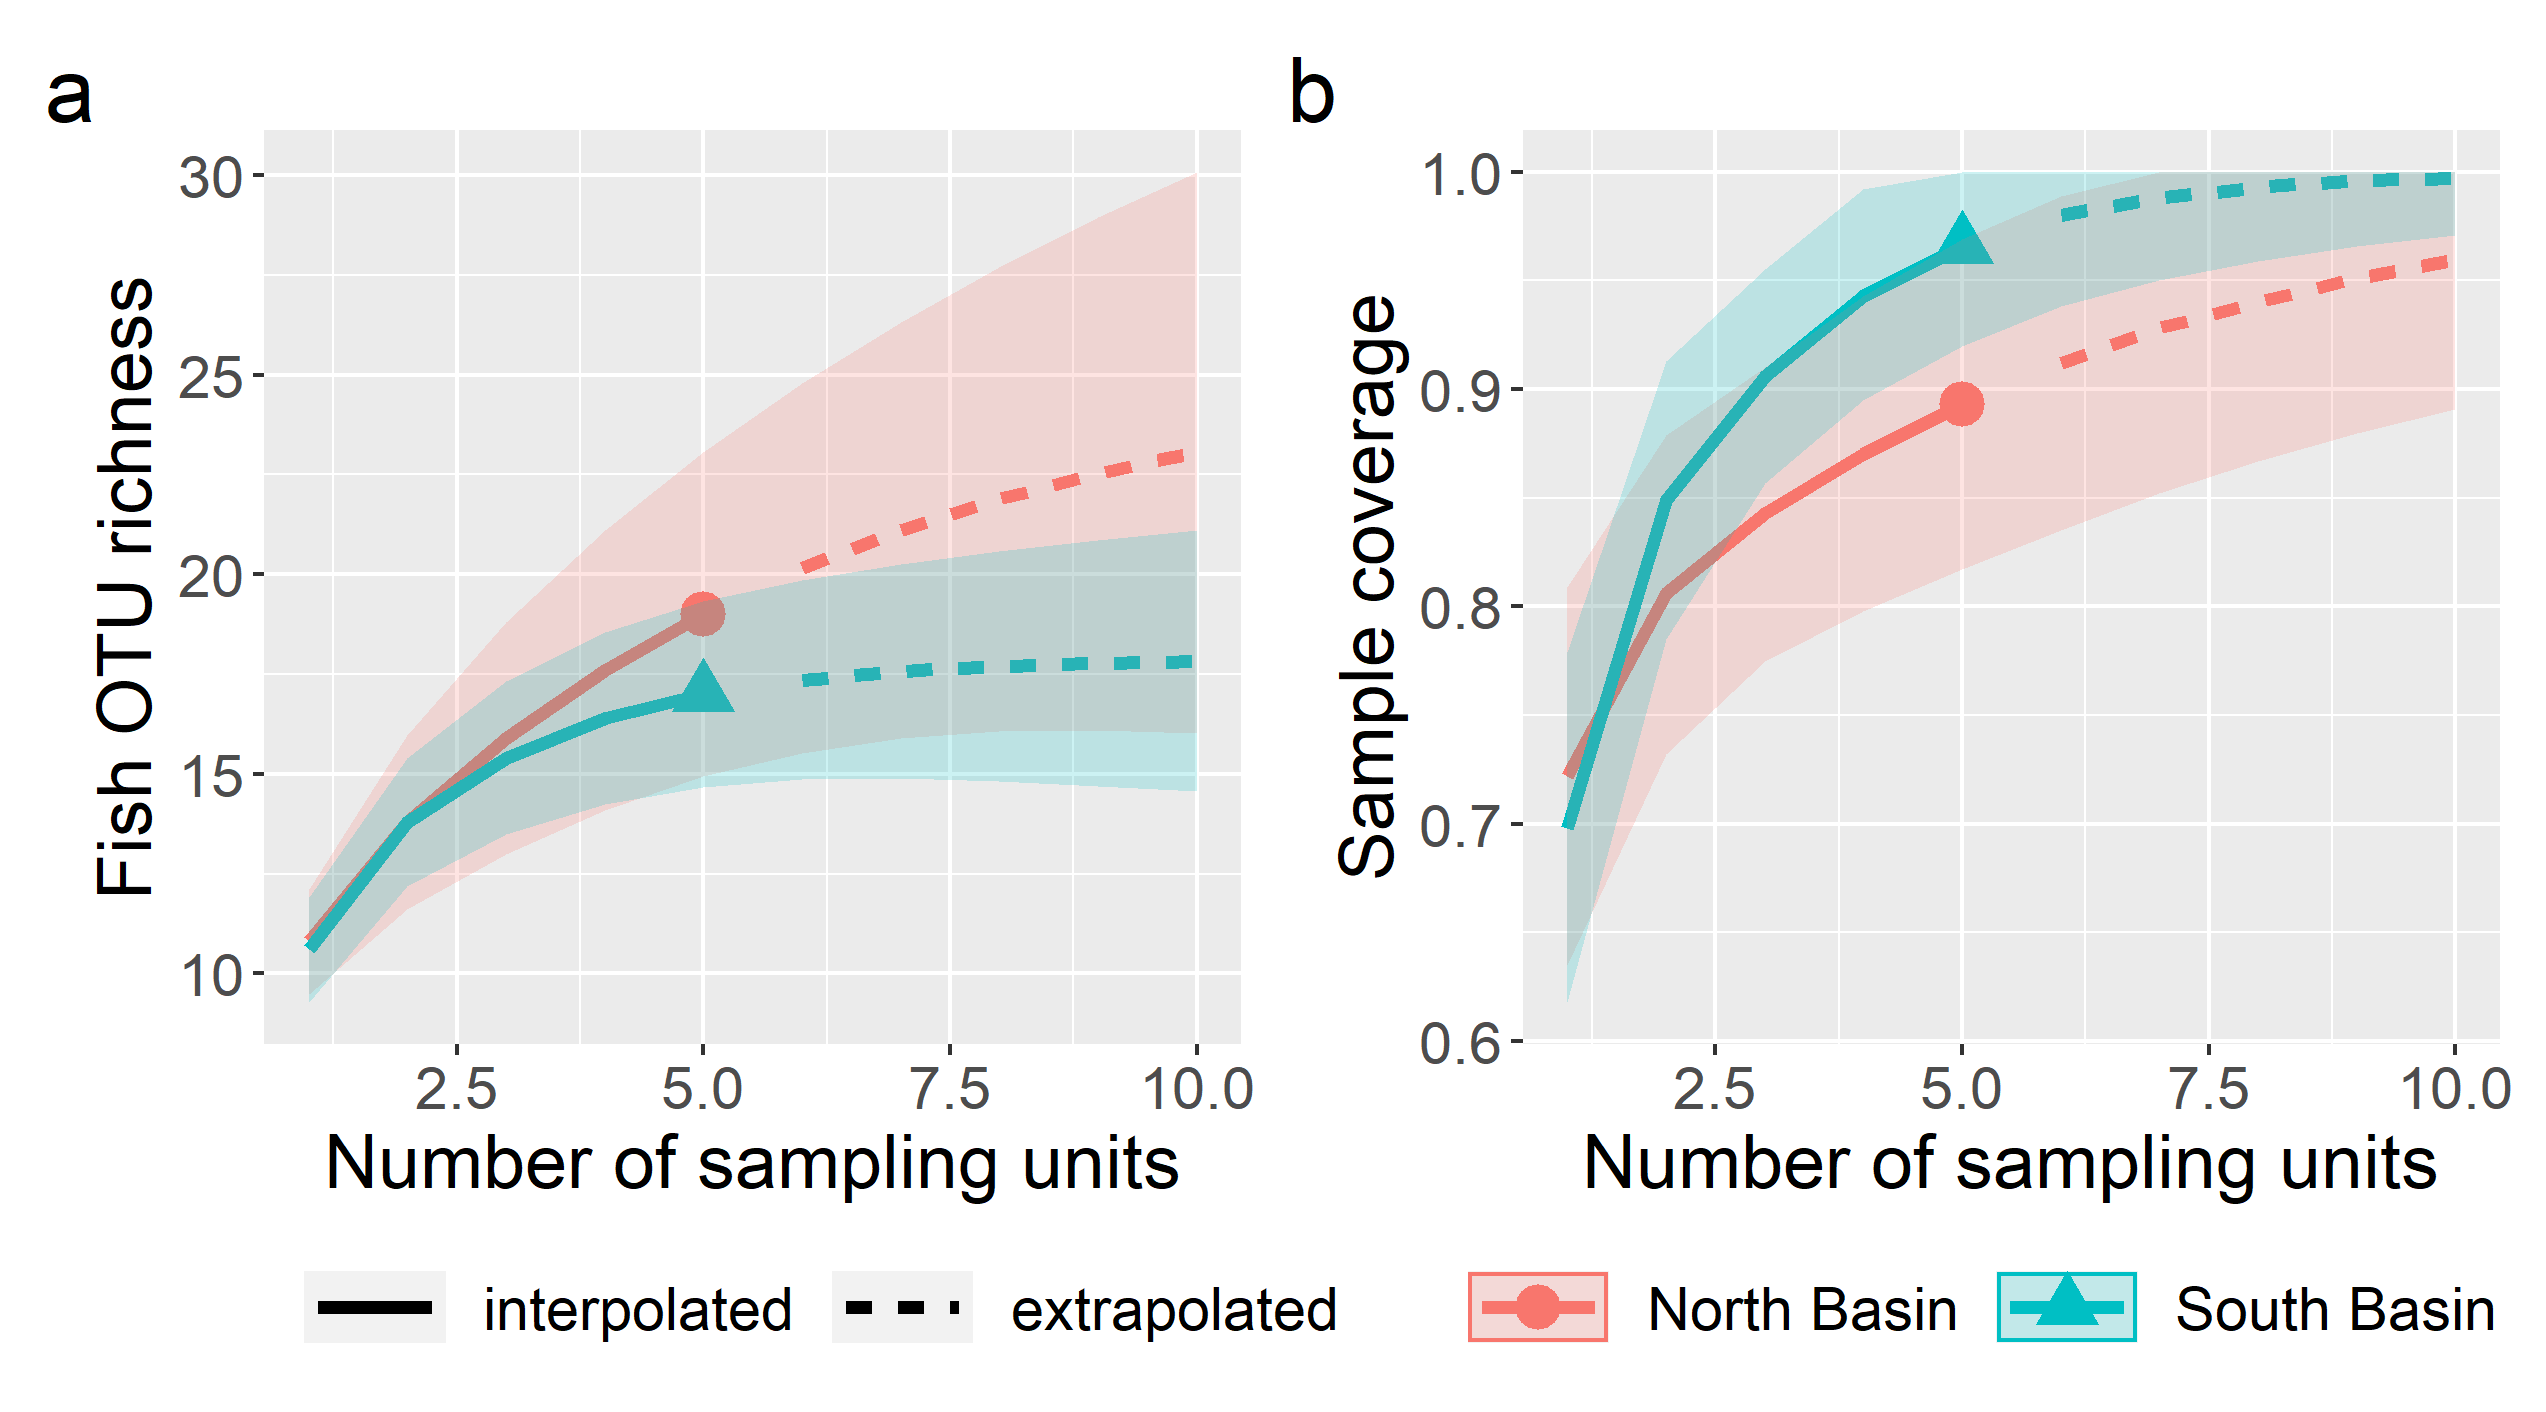 a
30
25
20
15
10
Fish OTU richness
2.5 5.0 7.5 10.0
Number of sampling units
b
1.0
0.9
0.8
0.7
0.6
Sample coverage
2.5 5.0 7.5 10.0
Number of sampling units
interpolated extrapolated North Basin South Basin